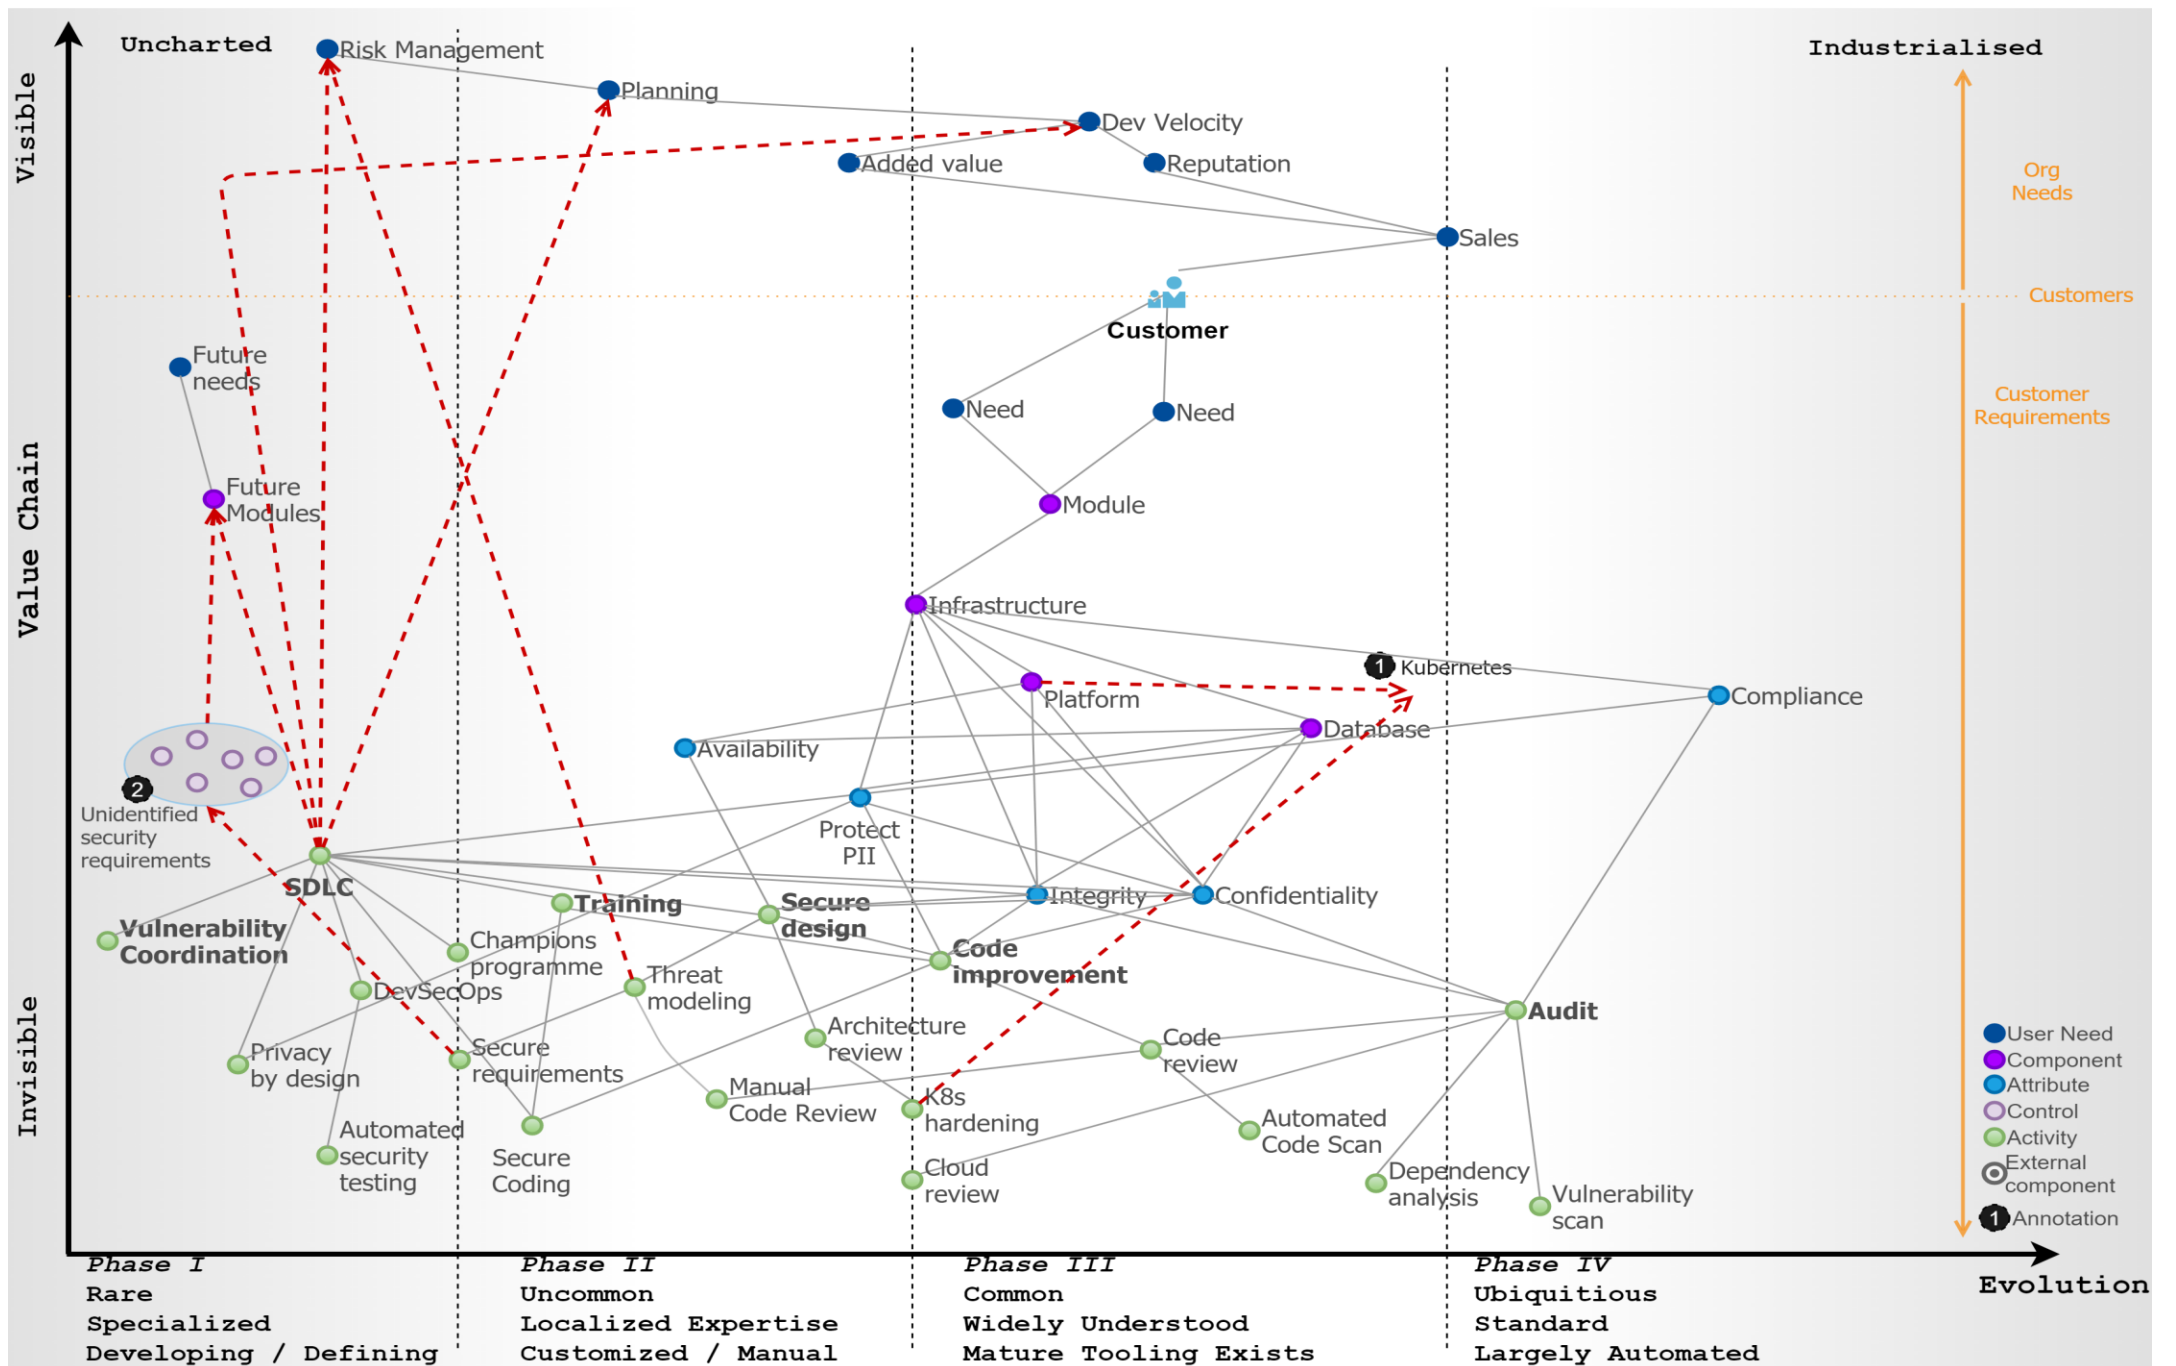 Uncharted
Industrialised
Visible
Value Chain
Invisible
Risk Management
Planning
Dev Velocity
Added value
Reputation
Sales
Org
Needs
Customers
Customer
Customer
Requirements
Future
needs
Need
Need
Future
Modules
Module
Infrastructure
1
Kubernetes
Platform
Compliance
Database
Availability
2
Unidentified
security
requirements
Protect
PII
SDLC
Training
Secure
design
Integrity
Confidentiality
Vulnerability
Coordination
Champions
programme
Code
improvement
DevSecOps
Threat
modeling
Audit
Architecture
review
Code
review
Privacy
by design
Secure
requirements
Manual
Code Review
K8s
hardening
Automated
Code Scan
Automated
security
testing
Secure
Coding
Cloud
review
Dependency
analysis
Vulnerability
scan
User Need
Component
Attribute
Control
Activity
External
component
1
Annotation
Evolution
Phase I
Rare
Specialized
Developing / Defining
Phase II
Uncommon
Localized Expertise
Customized / Manual
Phase III
Common
Widely Understood
Mature Tooling Exists
Phase IV
Ubiquitious
Standard
Largely Automated